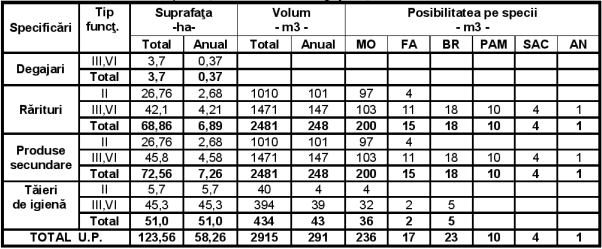 Specificări Tip funcţ. Suprafaţa -ha- Volum - m3 - Posibilitatea pe specii - m3 -
Total Anual Total Anual MO FA BR PAM SAC AN
Degajari III,VI 3,7 0,37
Total 3,7 0,37
Rărituri II 26,76 2,68 1010 101 97 4
III,VI 42,1 4,21 1471 147 103 11 18 10 4 1
Total 68,86 6,89 2481 248 200 15 18 10 4 1
Produse secundare II 26,76 2,68 1010 101 97 4
III,VI 45,8 4,58 1471 147 103 11 18 10 4 1
Total 72,56 7,26 2481 248 200 15 18 10 4 1
Tăieri de igienă II 5,7 5,7 40 4 4
III,VI 45,3 45,3 394 39 32 2 5
Total 51,0 51,0 434 43 36 2 5
TOTAL U.P. 123,56 58,26 2915 291 236 17 23 10 4 1